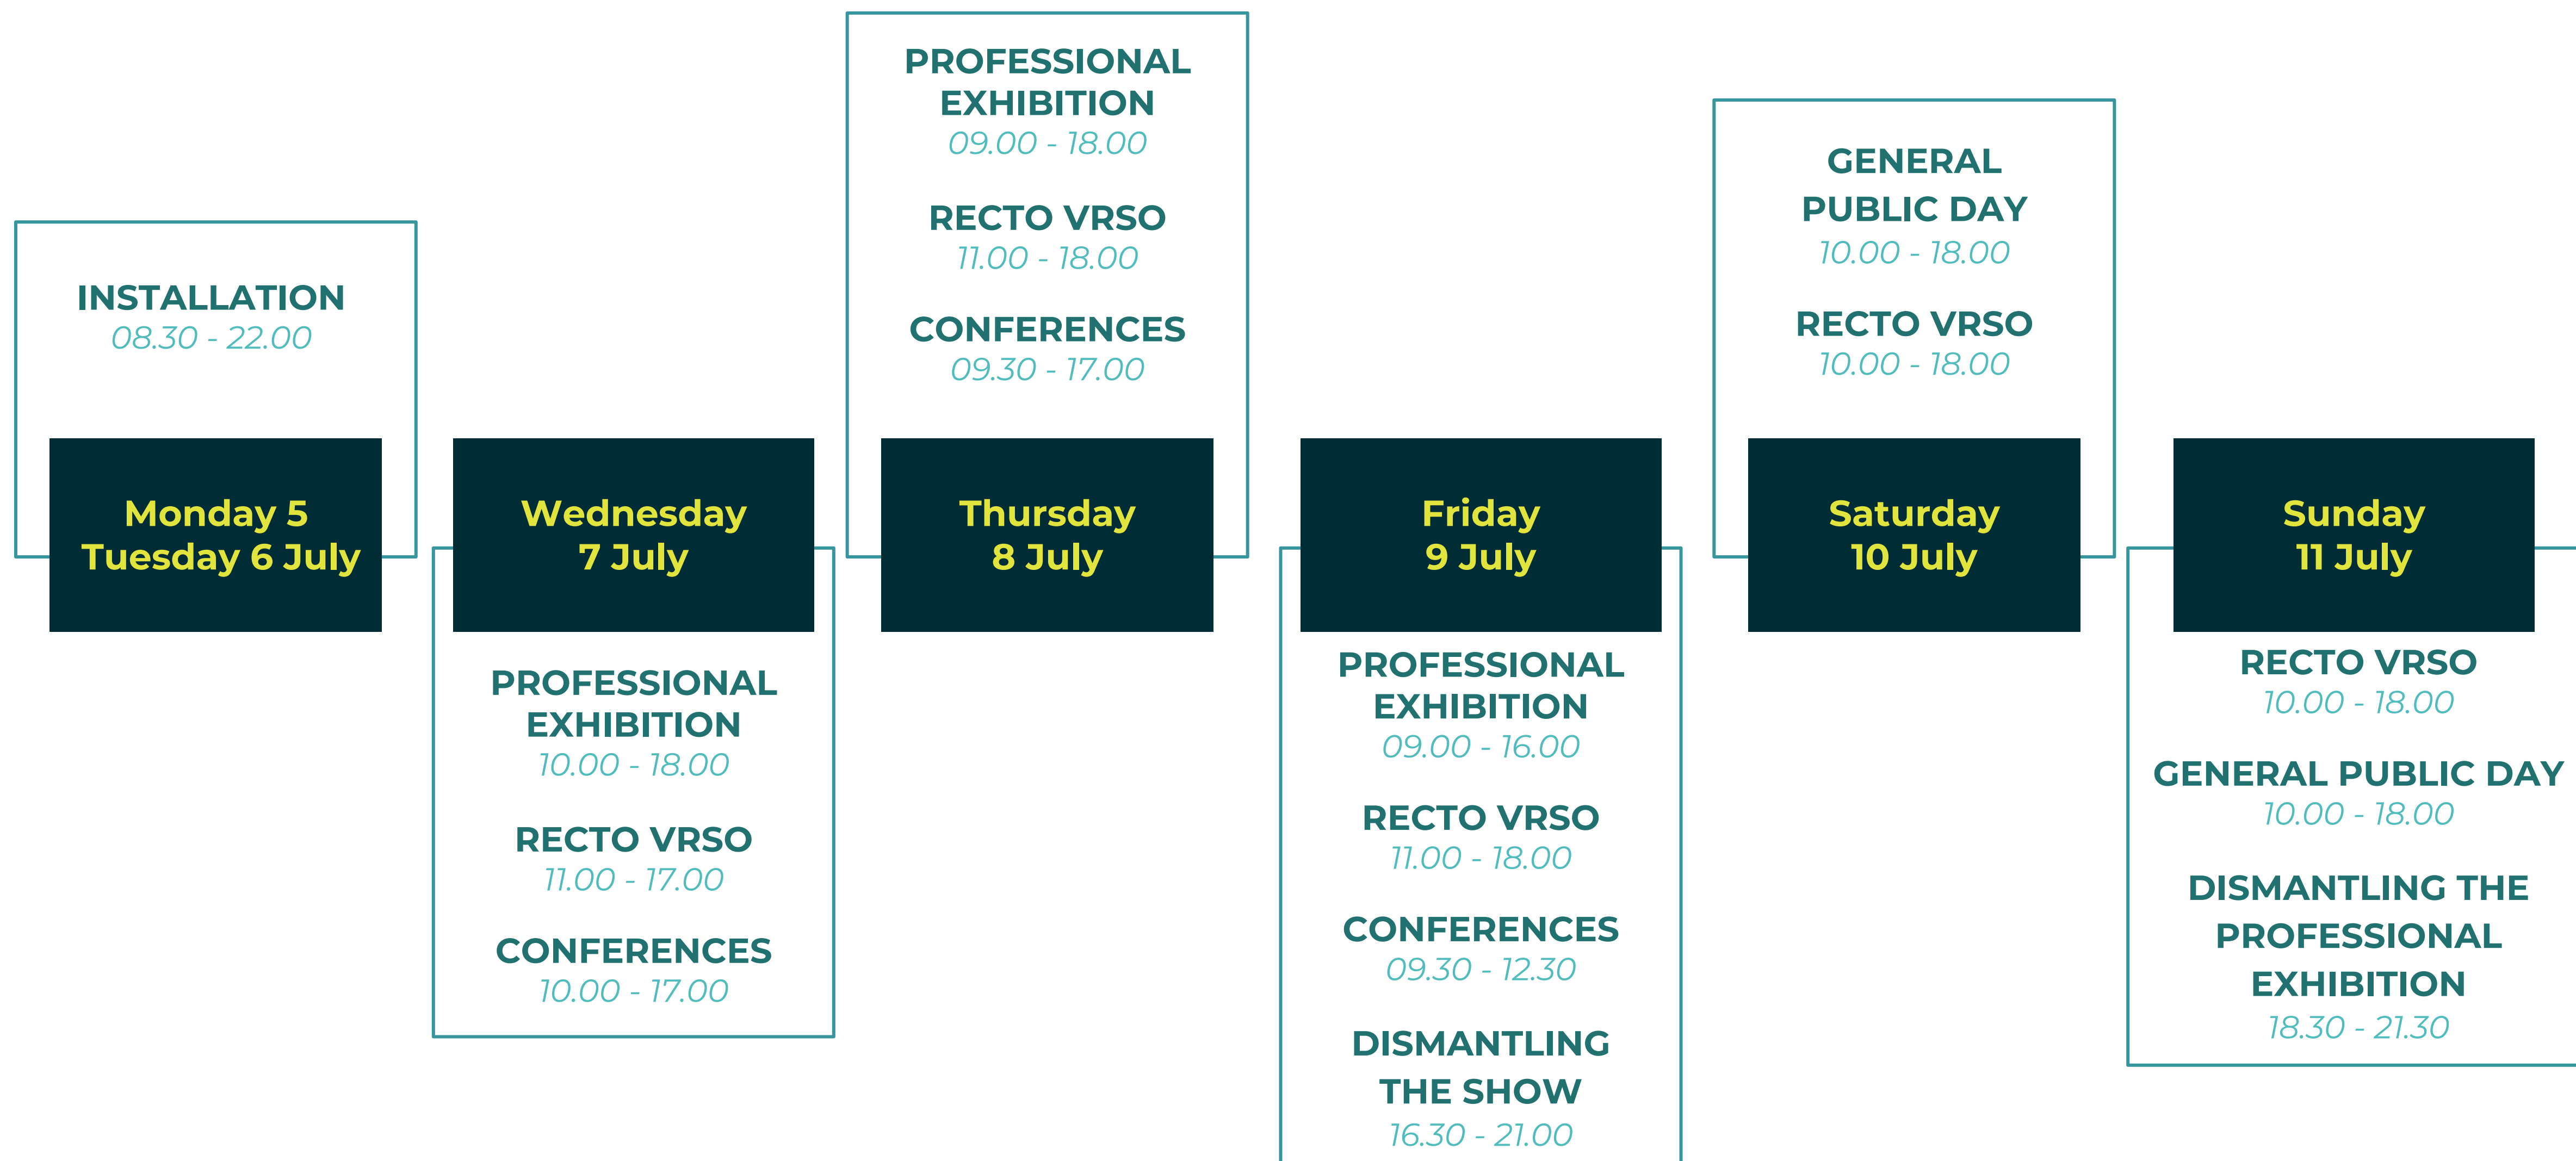 INSTALLATION
08.30 - 22.00
Monday 5
Tuesday 6 July
Wednesday
7 July
PROFESSIONAL
EXHIBITION
10.00 - 18.00
RECTO VRSO
11.00 - 17.00
CONFERENCES
10.00 - 17.00
PROFESSIONAL
EXHIBITION
09.00 - 18.00
RECTO VRSO
11.00 - 18.00
CONFERENCES
09.30 - 17.00
Thursday
8 July
Friday
9 July
PROFESSIONAL
EXHIBITION
09.00 - 16.00
RECTO VRSO
11.00 - 18.00
CONFERENCES
09.30 - 12.30
DISMANTLING
THE SHOW
16.30 - 21.00
GENERAL
PUBLIC DAY
10.00 - 18.00
RECTO VRSO
10.00 - 18.00
Saturday
10 July
Sunday
11 July
RECTO VRSO
10.00 - 18.00
GENERAL PUBLIC DAY
10.00 - 18.00
DISMANTLING THE
PROFESSIONAL
EXHIBITION
18.30 - 21.30